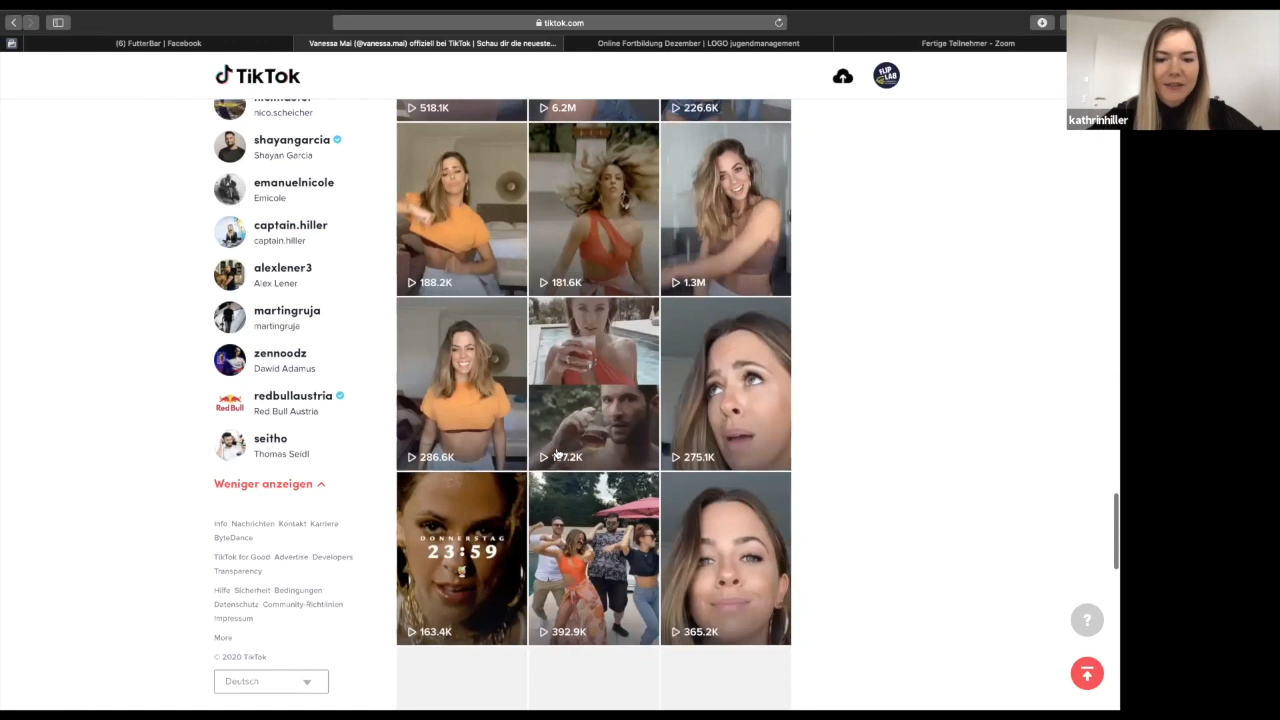 tiktok.com
(6) FutterBar | Facebook
Vanessa Mai (@vanessa.mai) offiziell bei TikTok | Schau dir die neueste...
Online Fortbildung Dezember | LOGO jugendmanagement
Fertige Teilnehmer - Zoom
TikTok
FLIP LAB
kathrinhiller
nico.scheicher
shayangarcia
Shayan Garcia
emanuelnicole
Emicole
captain.hiller
captain.hiller
alexlener3
Alex Lener
martingruja
martingruja
zennoodz
Dawid Adamus
redbullaustria
Red Bull Austria
Red Bull
seitho
Thomas Seidl
Weniger anzeigen
Info Nachrichten Kontakt Karriere
ByteDance
TikTok for Good Advertise Developers
Transparency
Hilfe Sicherheit Bedingungen
Datenschutz Community-Richtlinien
Impressum
More
© 2020 TikTok
Deutsch
518.1K
6.2M
226.6K
188.2K
181.6K
1.3M
286.6K
275.1K
DONNERSTAG
23:59
163.4K
392.9K
365.2K
?